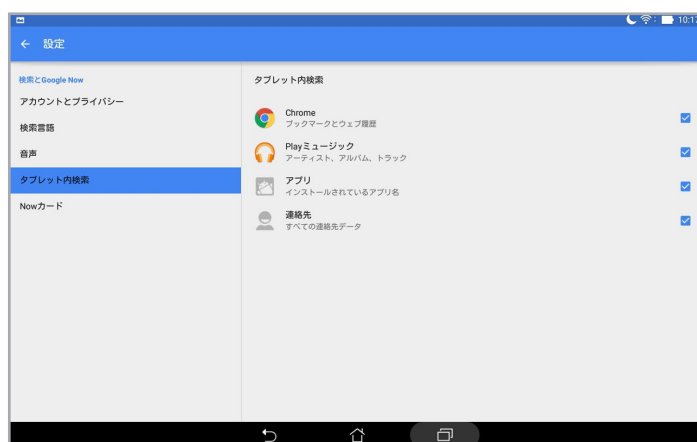 10:17
設定
検索とGoogle Now
アカウントとプライバシー
検索言語
音声
タブレット内検索
Nowカード
タブレット内検索
Chrome
ブックマークとウェブ履歴
Playミュージック
アーティスト、アルバム、トラック
アプリ
インストールされているアプリ名
連絡先
すべての連絡先データ